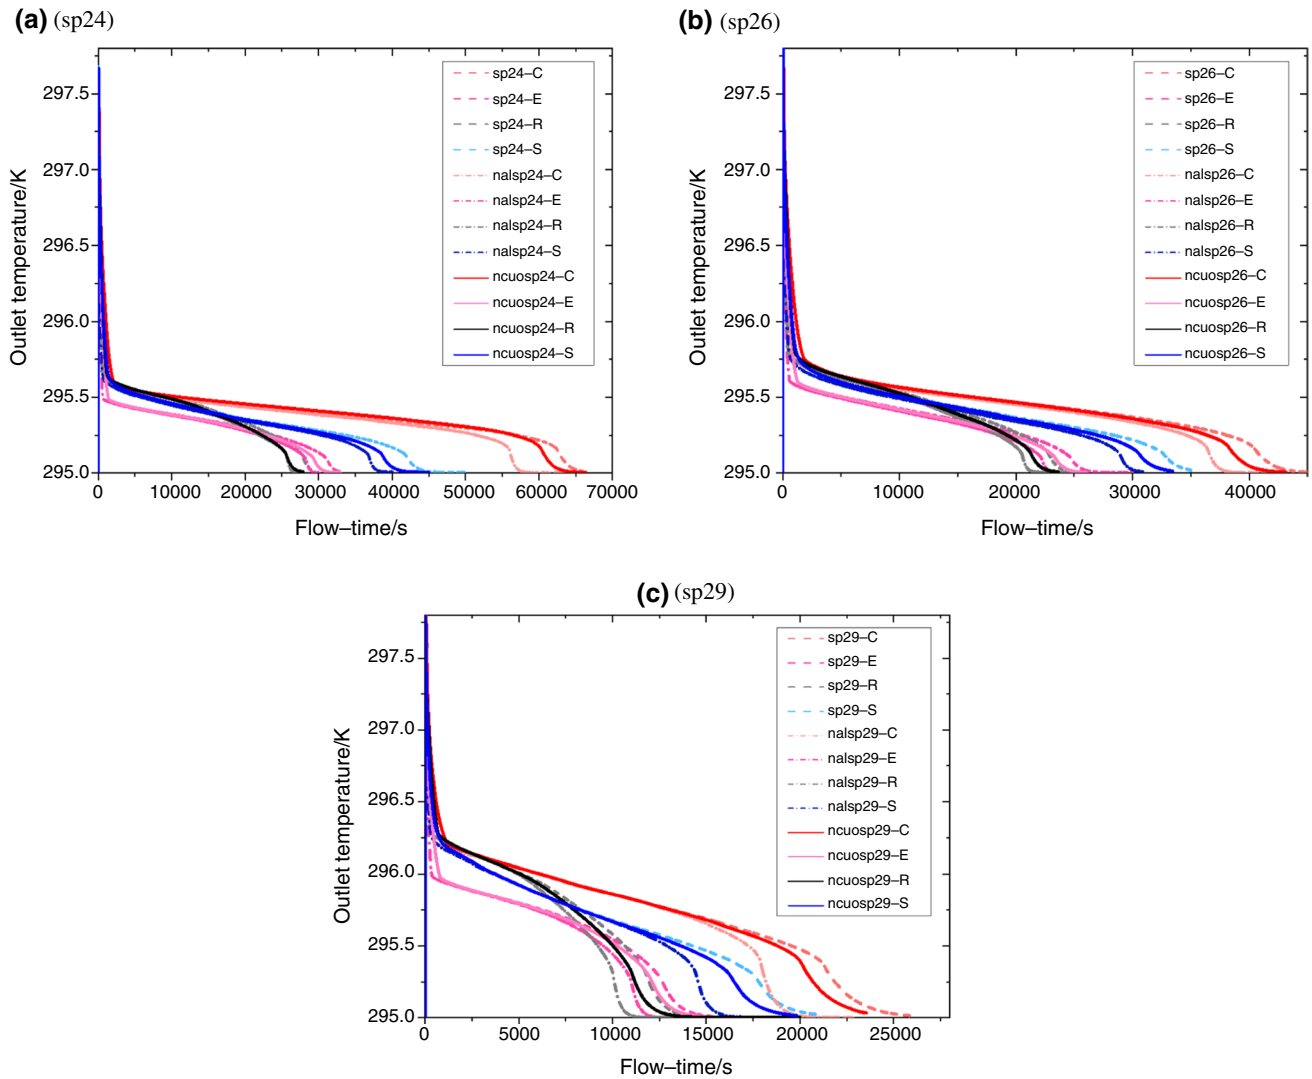 (a) (sp24)
297.5
297.0
296.5
296.0
295.5
295.0
Outlet temperature/K
0 10000 20000 30000 40000 50000 60000 70000
Flow–time/s
sp24–C
sp24–E
sp24–R
sp24–S
nalsp24–C
nalsp24–E
nalsp24–R
nalsp24–S
ncuosp24–C
ncuosp24–E
ncuosp24–R
ncuosp24–S
(b) (sp26)
297.5
297.0
296.5
296.0
295.5
295.0
Outlet temperature/K
0 10000 20000 30000 40000
Flow–time/s
sp26–C
sp26–E
sp26–R
sp26–S
nalsp26–C
nalsp26–E
nalsp26–R
nalsp26–S
ncuosp26–C
ncuosp26–E
ncuosp26–R
ncuosp26–S
(c) (sp29)
297.5
297.0
296.5
296.0
295.5
295.0
Outlet temperature/K
0 5000 10000 15000 20000 25000
Flow–time/s
sp29–C
sp29–E
sp29–R
sp29–S
nalsp29–C
nalsp29–E
nalsp29–R
nalsp29–S
ncuosp29–C
ncuosp29–E
ncuosp29–R
ncuosp29–S